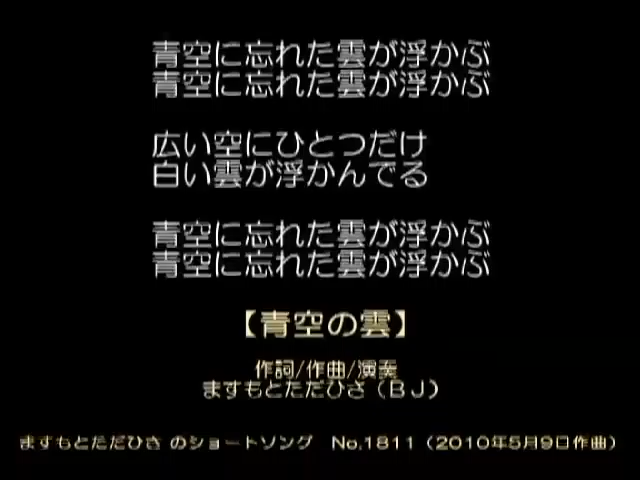 青空に忘れた雲が浮かぶ
青空に忘れた雲が浮かぶ
広い空にひとつだけ
白い雲が浮かんでる
青空に忘れた雲が浮かぶ
青空に忘れた雲が浮かぶ
【青空の雲】
作詞/作曲/演奏
ますもとただひさ(BJ)
ますもとただひさ のショートソング No.1811(2010年5月9日作曲)